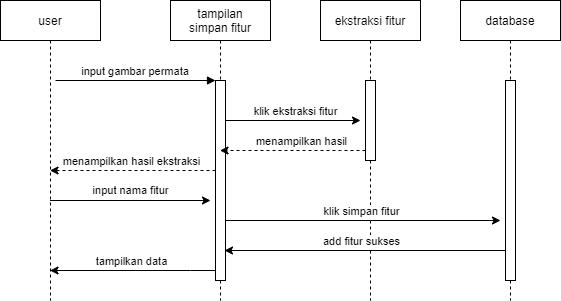 user
tampilan
simpan fitur
ekstraksi fitur
database
input gambar permata
klik ekstraksi fitur
menampilkan hasil
menampilkan hasil ekstraksi
input nama fitur
klik simpan fitur
add fitur sukses
tampilkan data